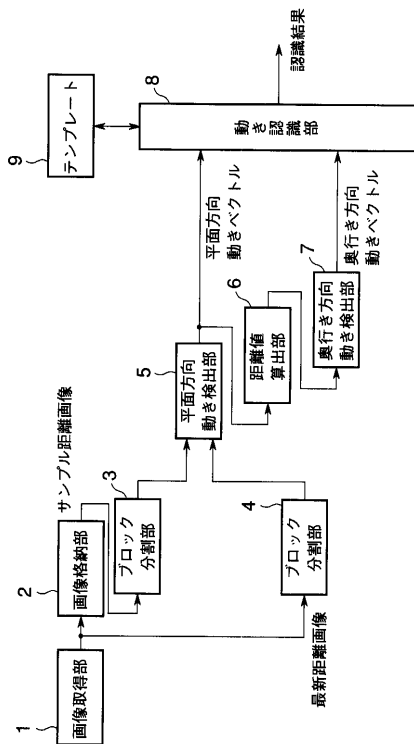 1
画像取得部
2
画像格納部
サンプル距離画像
3
ブロック
分割部
最新距離画像
4
ブロック
分割部
5
平面方向
動き検出部
6
距離値
算出部
7
奥行き方向
動き検出部
平面方向
動きベクトル
奥行き方向
動きベクトル
9
テンプレート
8
動き認識部
認識結果